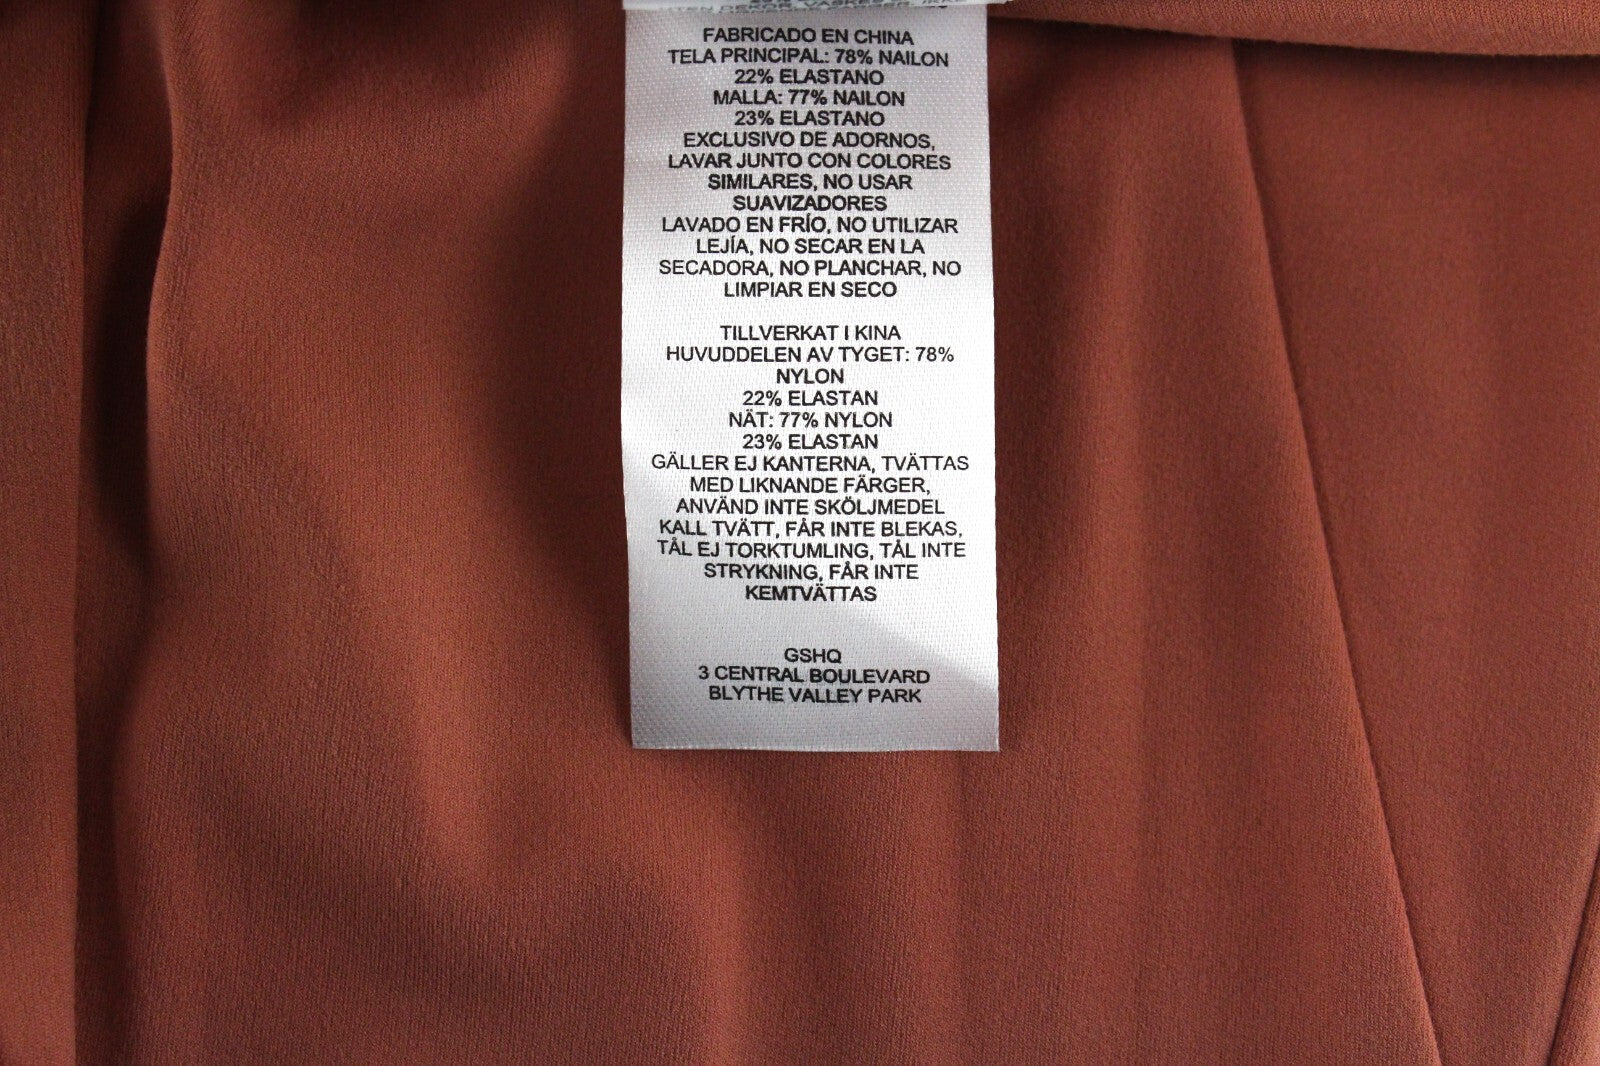 FABRICADO EN CHINA
TELA PRINCIPAL: 78% NAILON
22% ELASTANO
MALLA: 77% NAILON
23% ELASTANO
EXCLUSIVO DE ADORNOS,
LAVAR JUNTO CON COLORES
SIMILARES, NO USAR
SUAVIZADORES
LAVADO EN FRÍO, NO UTILIZAR
LEJÍA, NO SECAR EN LA
SECADORA, NO PLANCHAR, NO
LIMPIAR EN SECO
TILLVERKAT I KINA
HUVUDDELEN AV TYGET: 78%
NYLON
22% ELASTAN
NÄT: 77% NYLON
23% ELASTAN
GÄLLER EJ KANTERNA, TVÄTTAS
MED LIKNANDE FÄRGER,
ANVÄND INTE SKÖLJMEDEL
KALL TVÄTT, FÅR INTE BLEKAS,
TÅL EJ TORKTUMLING, TÅL INTE
STRYKNING, FÅR INTE
KEMTVÄTTAS
GSHQ
3 CENTRAL BOULEVARD
BLYTHE VALLEY PARK